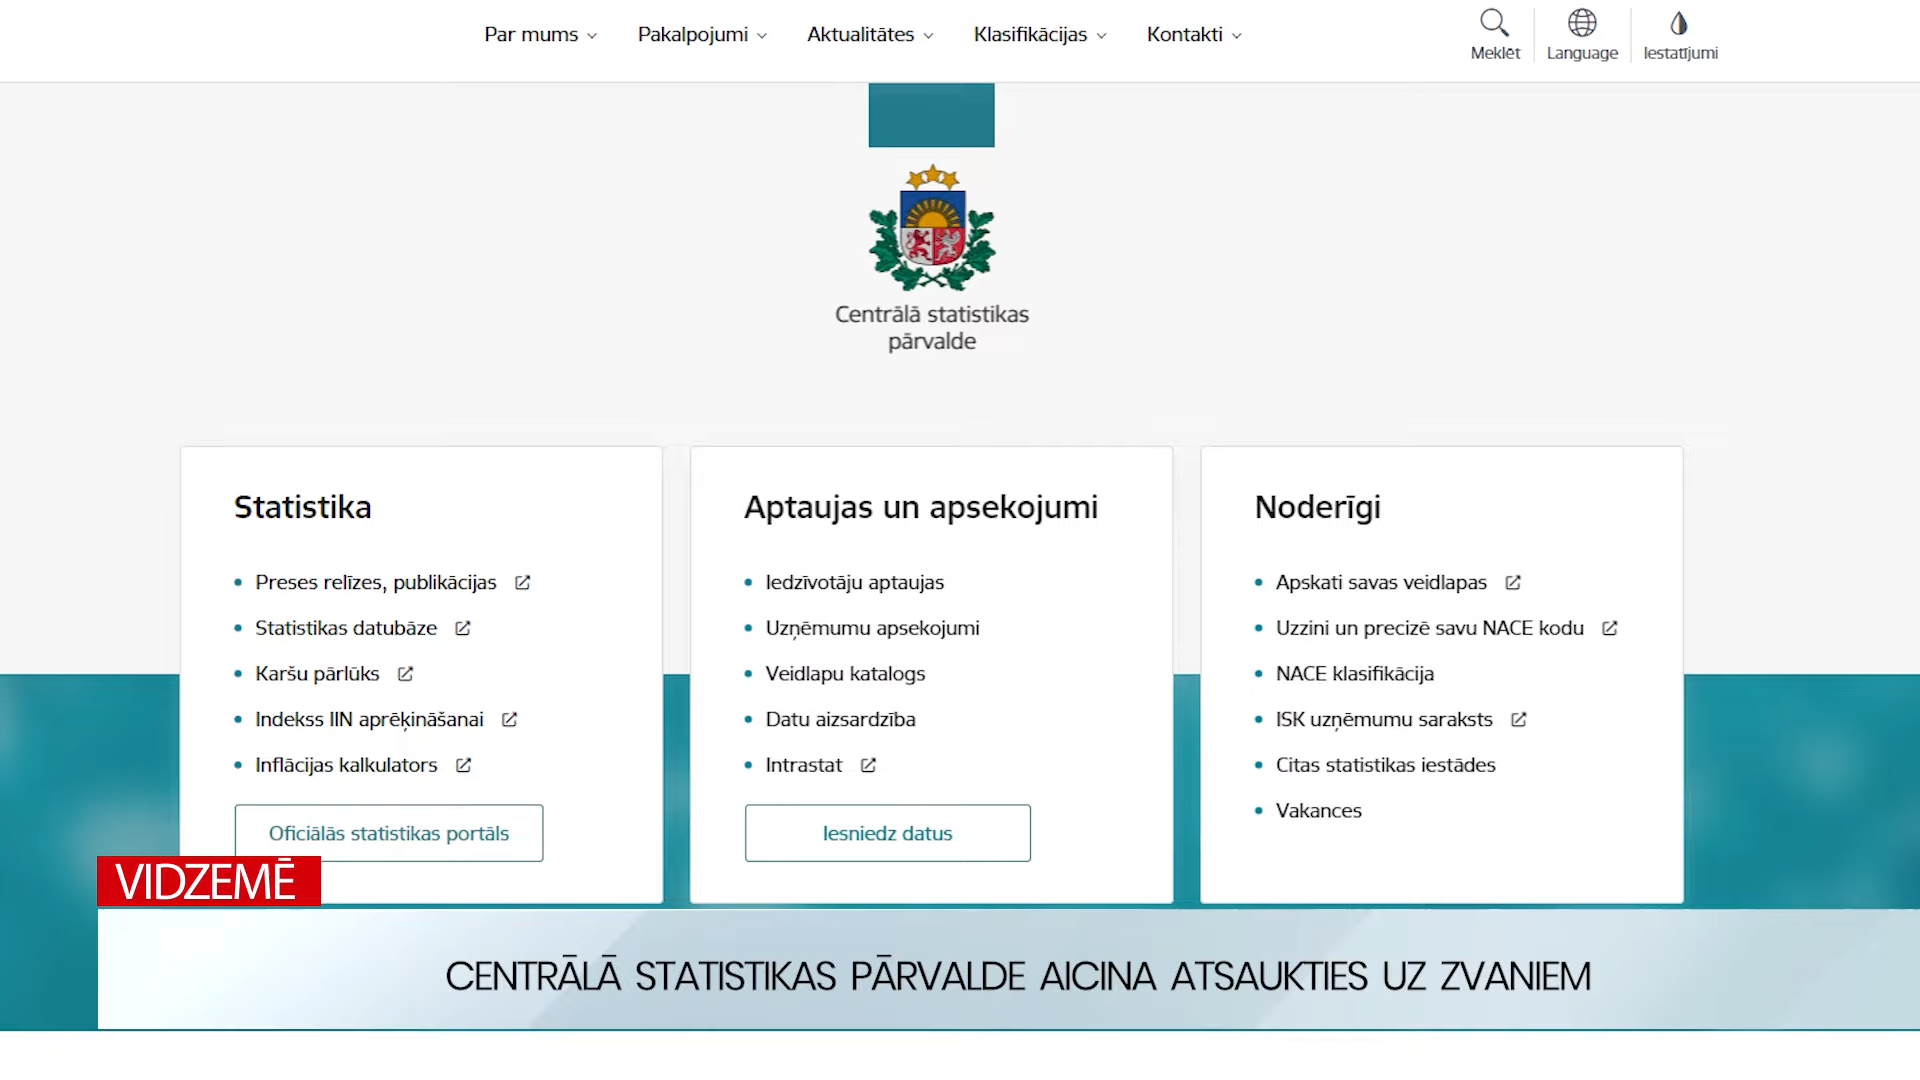 Par mums
Pakalpojumi
Aktualitātes
Klasifikācijas
Kontakti
Meklēt
Language
Iestatījumi
Centrālā statistikas
pārvalde
Statistika
Preses relīzes, publikācijas
Statistikas datubāze
Karšu pārlūks
Indekss IIN aprēķināšanai
Inflācijas kalkulators
Oficiālās statistikas portāls
Aptaujas un apsekojumi
Iedzīvotāju aptaujas
Uzņēmumu apsekojumi
Veidlapu katalogs
Datu aizsardzība
Intrastat
Iesniedz datus
Noderīgi
Apskati savas veidlapas
Uzzini un precizē savu NACE kodu
NACE klasifikācija
ISK uzņēmumu saraksts
Citas statistikas iestādes
Vakances
VIDZEMĒ
CENTRĀLĀ STATISTIKAS PĀRVALDE AICINA ATSAUKTIES UZ ZVANIEM